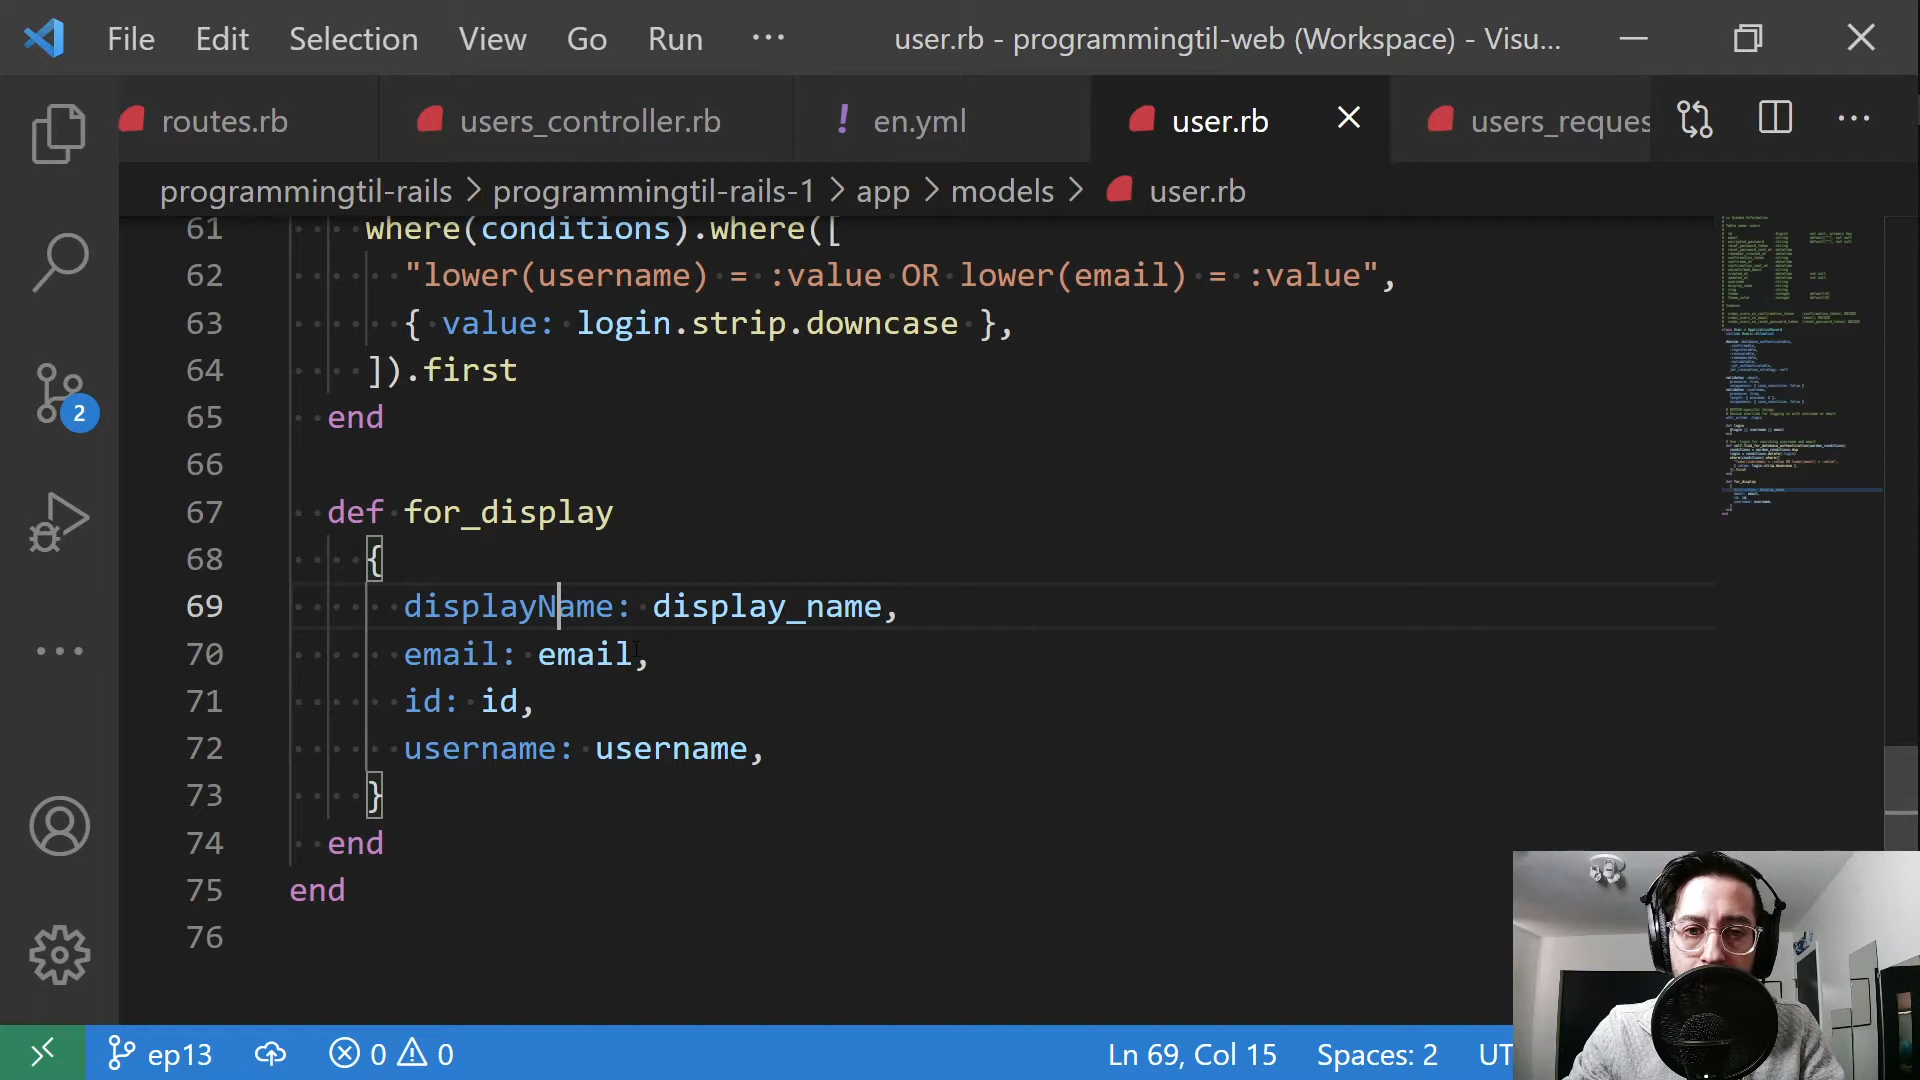 File Edit Selection View Go Run ··· user.rb - programmingtil-web (Workspace) - Visu...
routes.rb users_controller.rb ! en.yml user.rb users_reques
programmingtil-rails > programmingtil-rails-1 > app > models > user.rb
61 where(conditions).where([
62 "lower(username) = :value OR lower(email) = :value",
63 { value: login.strip.downcase },
64 ]).first
65 end
66
67 def for_display
68 {
69 displayName: display_name,
70 email: email,
71 id: id,
72 username: username,
73 }
74 end
75 end
76
2
ep13 0 0 Ln 69, Col 15 Spaces: 2 UT